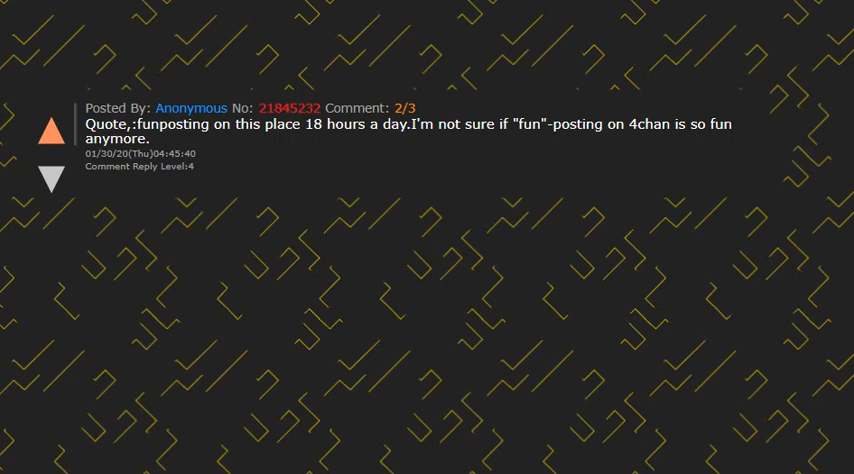 Posted By: Anonymous No: 21845232 Comment: 2/3
Quote,:funposting on this place 18 hours a day.I'm not sure if "fun"-posting on 4chan is so fun
anymore.
01/30/20(Thu)04:45:40
Comment Reply Level:4